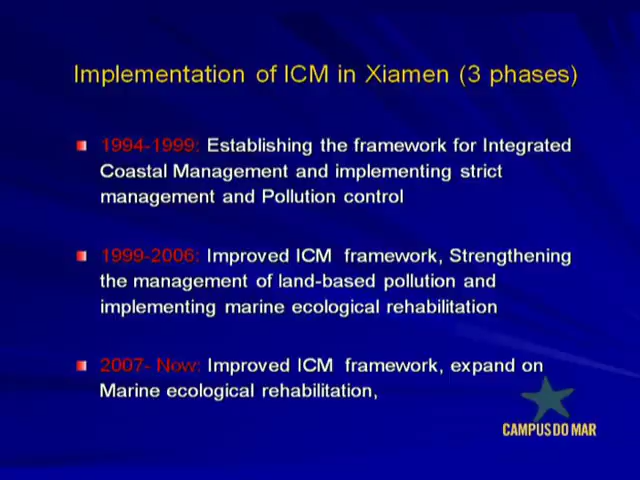 Implementation of ICM in Xiamen (3 phases)
1994-1999: Establishing the framework for Integrated
Coastal Management and implementing strict
management and Pollution control
1999-2006: Improved ICM framework, Strengthening
the management of land-based pollution and
implementing marine ecological rehabilitation
2007- Now: Improved ICM framework, expand on
Marine ecological rehabilitation,
CAMPUS DO MAR